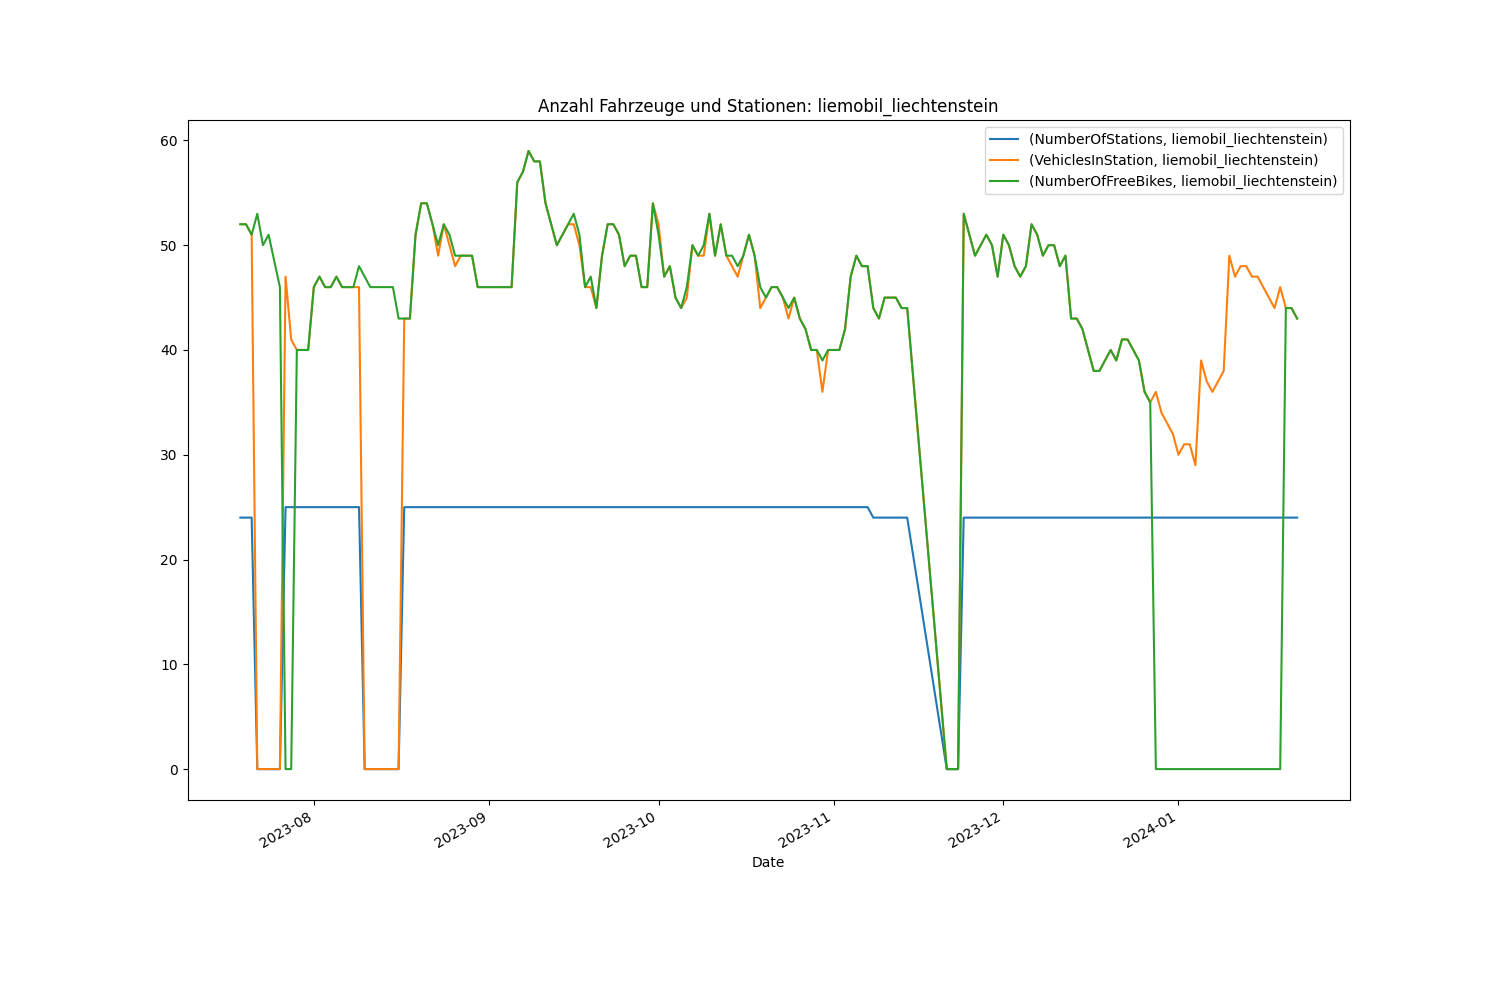 Anzahl Fahrzeuge und Stationen: liemobil_liechtenstein
(NumberOfStations, liemobil_liechtenstein)
(VehiclesInStation, liemobil_liechtenstein)
(NumberOfFreeBikes, liemobil_liechtenstein)
60
50
40
30
20
10
0
2023-08
2023-09
2023-10
2023-11
2023-12
2024-01
Date